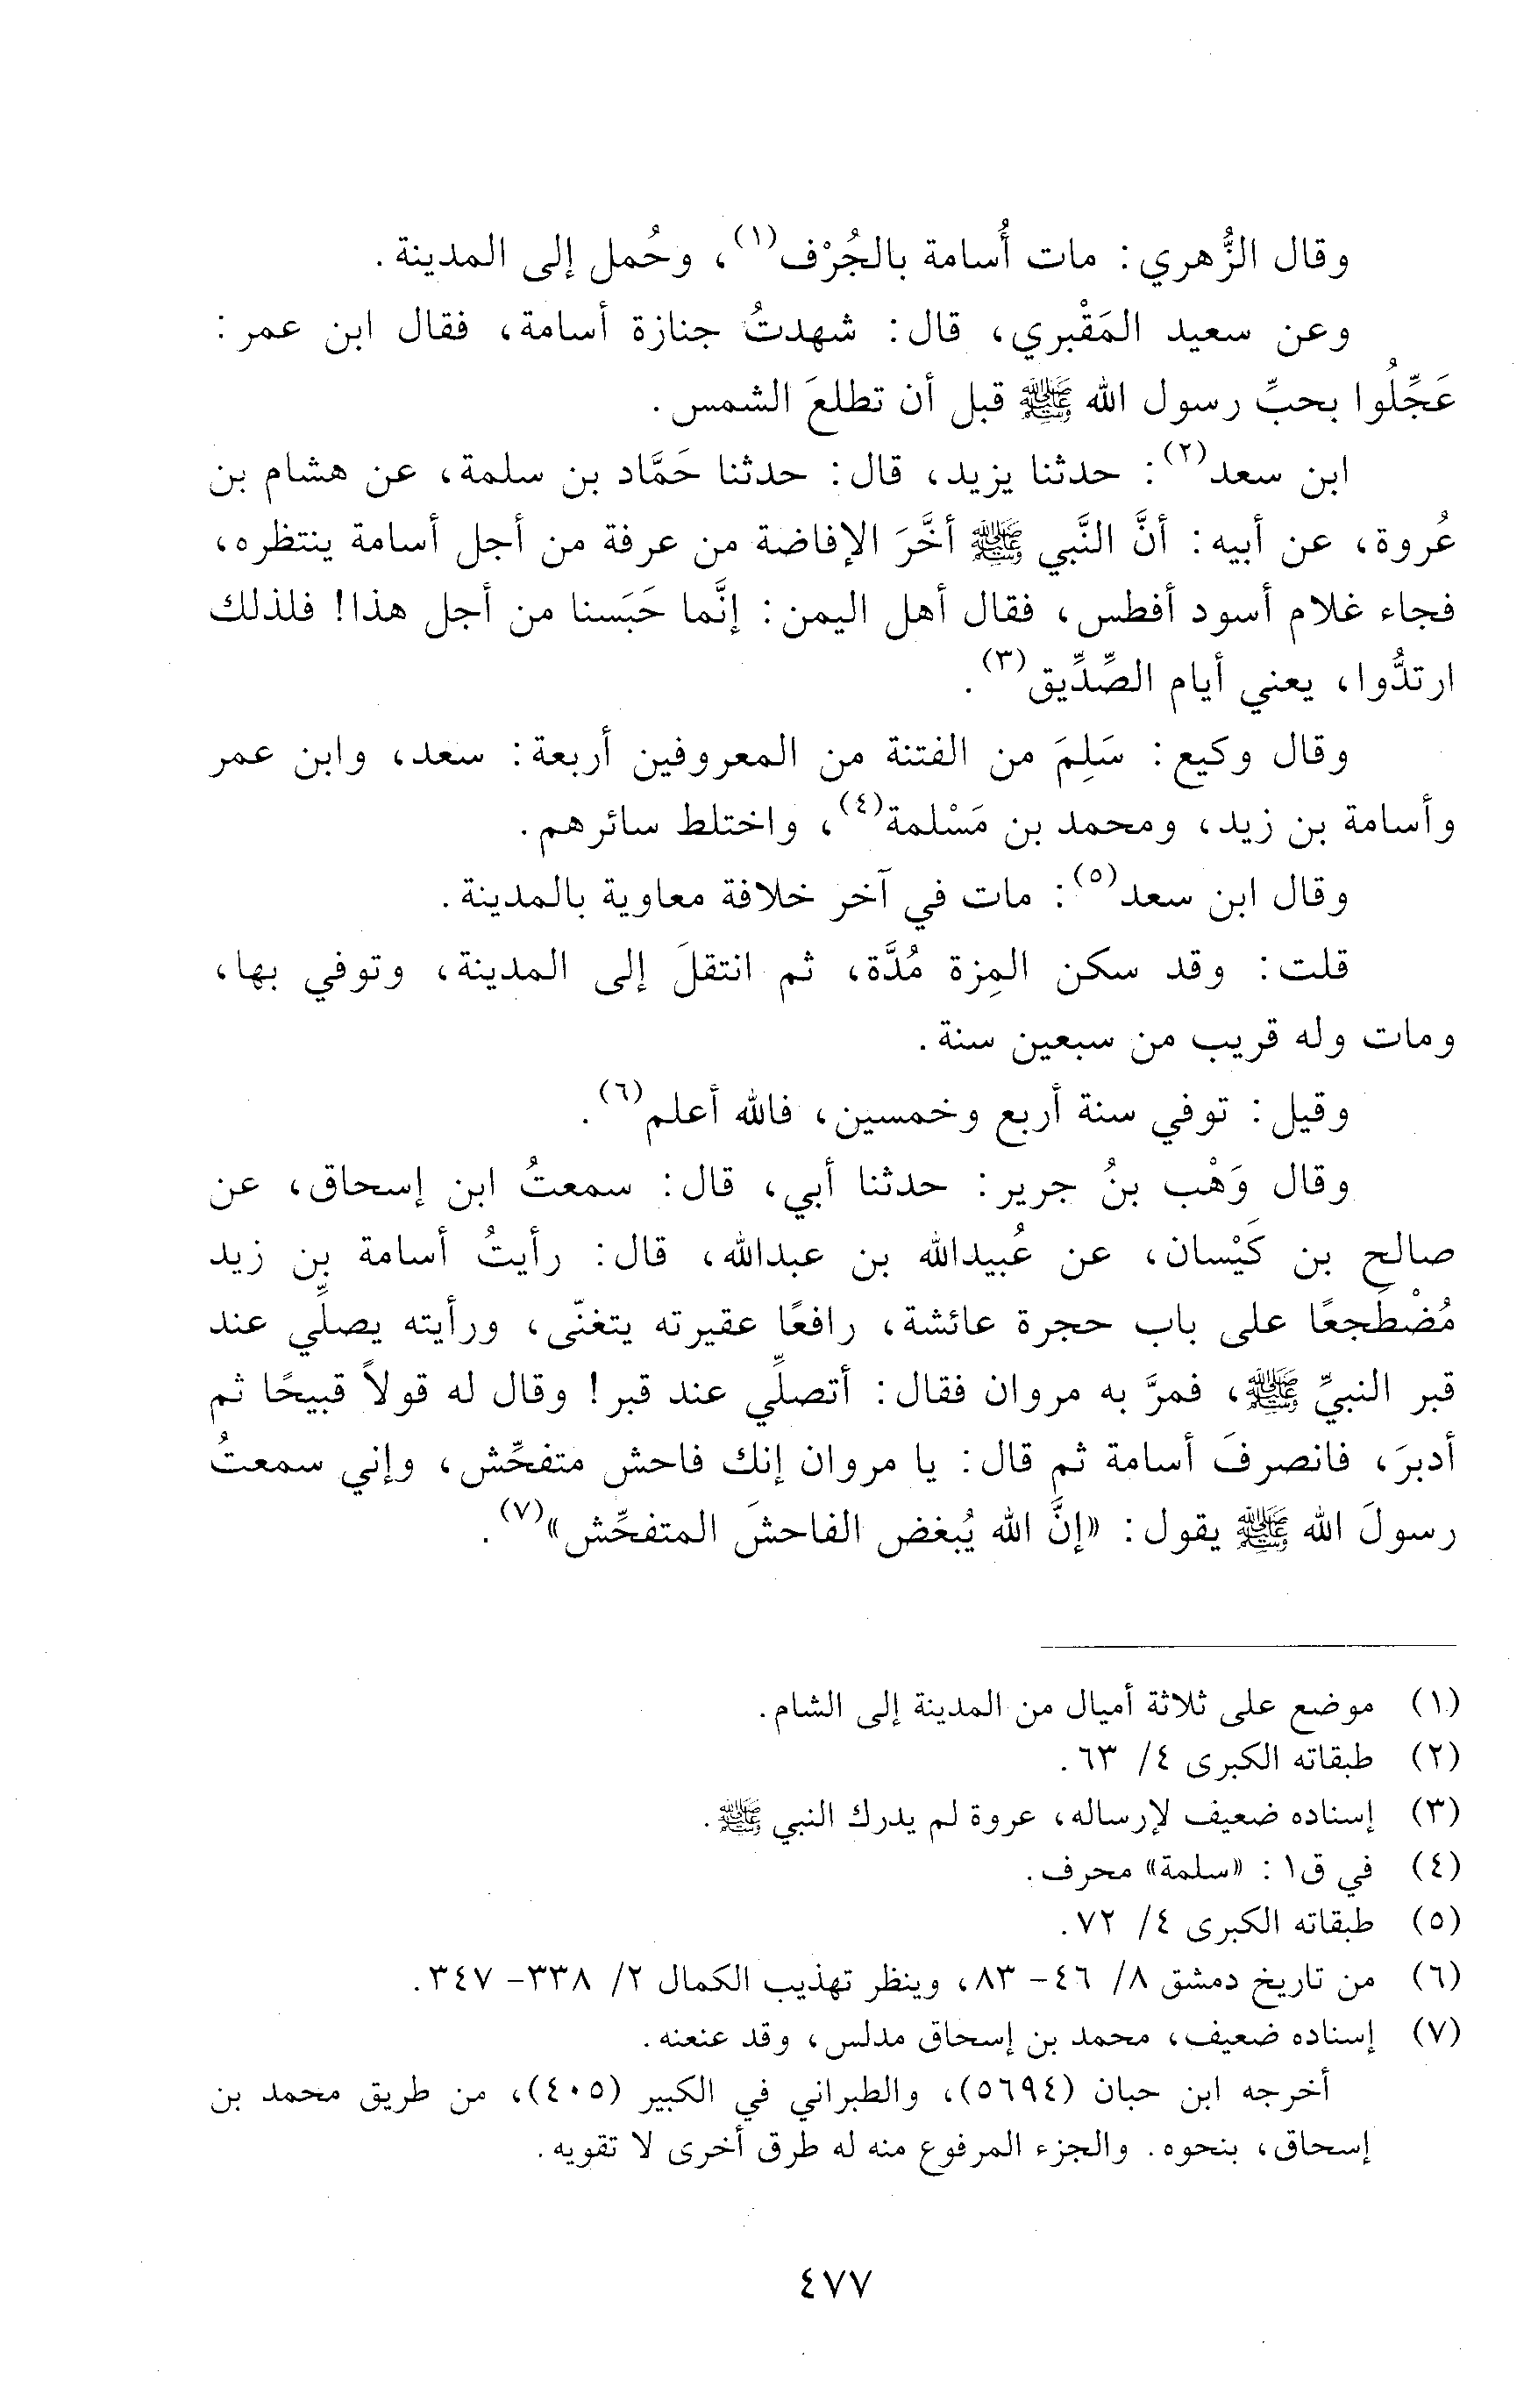 وقال الزُّهري: مات أُسامة بالجُرْف(١)، وحُمل إلى المدينة.
وعن سعيد المَقْبري، قال: شهدتُ جنازة أسامة، فقال ابن عمر:
عَجِّلُوا بحبِّ رسول الله ﷺ قبل أن تطلعَ الشمس.
ابن سعد(٢): حدثنا يزيد، قال: حدثنا حَمَّاد بن سلمة، عن هشام بن
عُروة، عن أبيه: أنَّ النَّبي ﷺ أخَّرَ الإفاضة من عرفة من أجل أسامة ينتظره،
فجاء غلام أسود أفطس، فقال أهل اليمن: إنَّما حَبَسنا من أجل هذا! فلذلك
ارتدُّوا، يعني أيام الصِّدِّيق(٣).
وقال وكيع: سَلِمَ من الفتنة من المعروفين أربعة: سعد، وابن عمر
وأسامة بن زيد، ومحمد بن مَسْلمة(٤)، واختلط سائرهم.
وقال ابن سعد(٥): مات في آخر خلافة معاوية بالمدينة.
قلت: وقد سكن المِزة مُدَّة، ثم انتقلَ إلى المدينة، وتوفي بها،
ومات وله قريب من سبعين سنة.
وقيل: توفي سنة أربع وخمسين، فالله أعلم(٦).
وقال وَهْب بنُ جرير: حدثنا أبي، قال: سمعتُ ابن إسحاق، عن
صالح بن كَيْسان، عن عُبيدالله بن عبدالله، قال: رأيتُ أسامة بن زيد
مُضْطَجعًا على باب حجرة عائشة، رافعًا عقيرته يتغنّى، ورأيته يصلِّي عند
قبر النبيِّ ﷺ، فمرَّ به مروان فقال: أتصلِّي عند قبر! وقال له قولاً قبيحًا ثم
أدبرَ، فانصرفَ أسامة ثم قال: يا مروان إنك فاحش متفحِّش، وإني سمعتُ
رسولَ الله ﷺ يقول: «إنَّ الله يُبغض الفاحشَ المتفحِّش»(٧).
(١) موضع على ثلاثة أميال من المدينة إلى الشام.
(٢) طبقاته الكبرى ٤/ ٦٣.
(٣) إسناده ضعيف لإرساله، عروة لم يدرك النبي ﷺ.
(٤) في ق١: «سلمة» محرف.
(٥) طبقاته الكبرى ٤/ ٧٢.
(٦) من تاريخ دمشق ٨/ ٤٦- ٨٣، وينظر تهذيب الكمال ٢/ ٣٣٨- ٣٤٧.
(٧) إسناده ضعيف، محمد بن إسحاق مدلس، وقد عنعنه.
أخرجه ابن حبان (٥٦٩٤)، والطبراني في الكبير (٤٠٥)، من طريق محمد بن
إسحاق، بنحوه. والجزء المرفوع منه له طرق أخرى لا تقويه.
٤٧٧